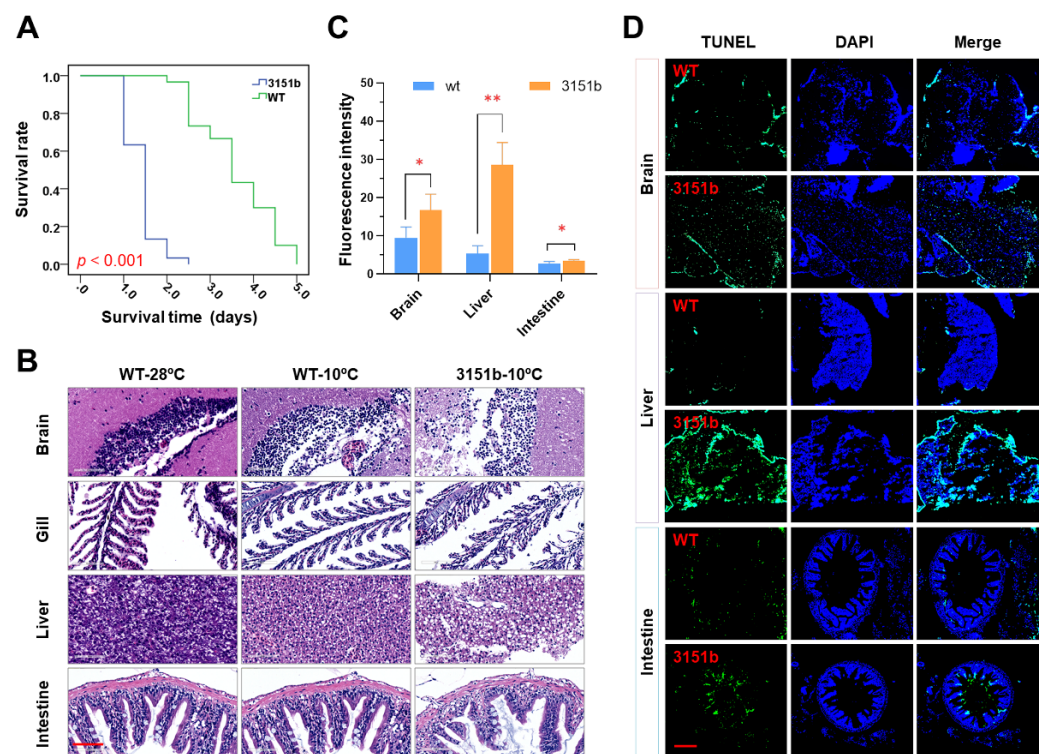 A
3151b
WT
Survival rate
1.0
0.8
0.6
0.4
0.2
0.0
p < 0.001
.0
1.0
2.0
3.0
4.0
5.0
Survival time (days)
C
wt
3151b
Fluorescence intensity
50
40
30
20
10
0
*
**
*
Brain
Liver
Intestine
B
WT-28ºC
WT-10ºC
3151b-10ºC
Brain
Gill
Liver
Intestine
D
TUNEL
DAPI
Merge
Brain
WT
3151b
Liver
WT
3151b
Intestine
WT
3151b